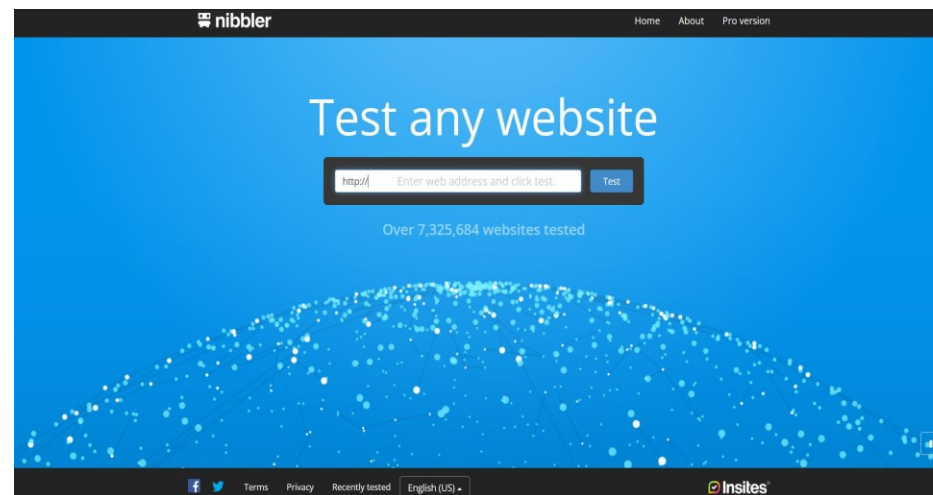 nibbler
Home About Pro version
Test any website
http:// Enter web address and click test. Test
Over 7,325,684 websites tested
Terms Privacy Recently tested English (US)
Insites